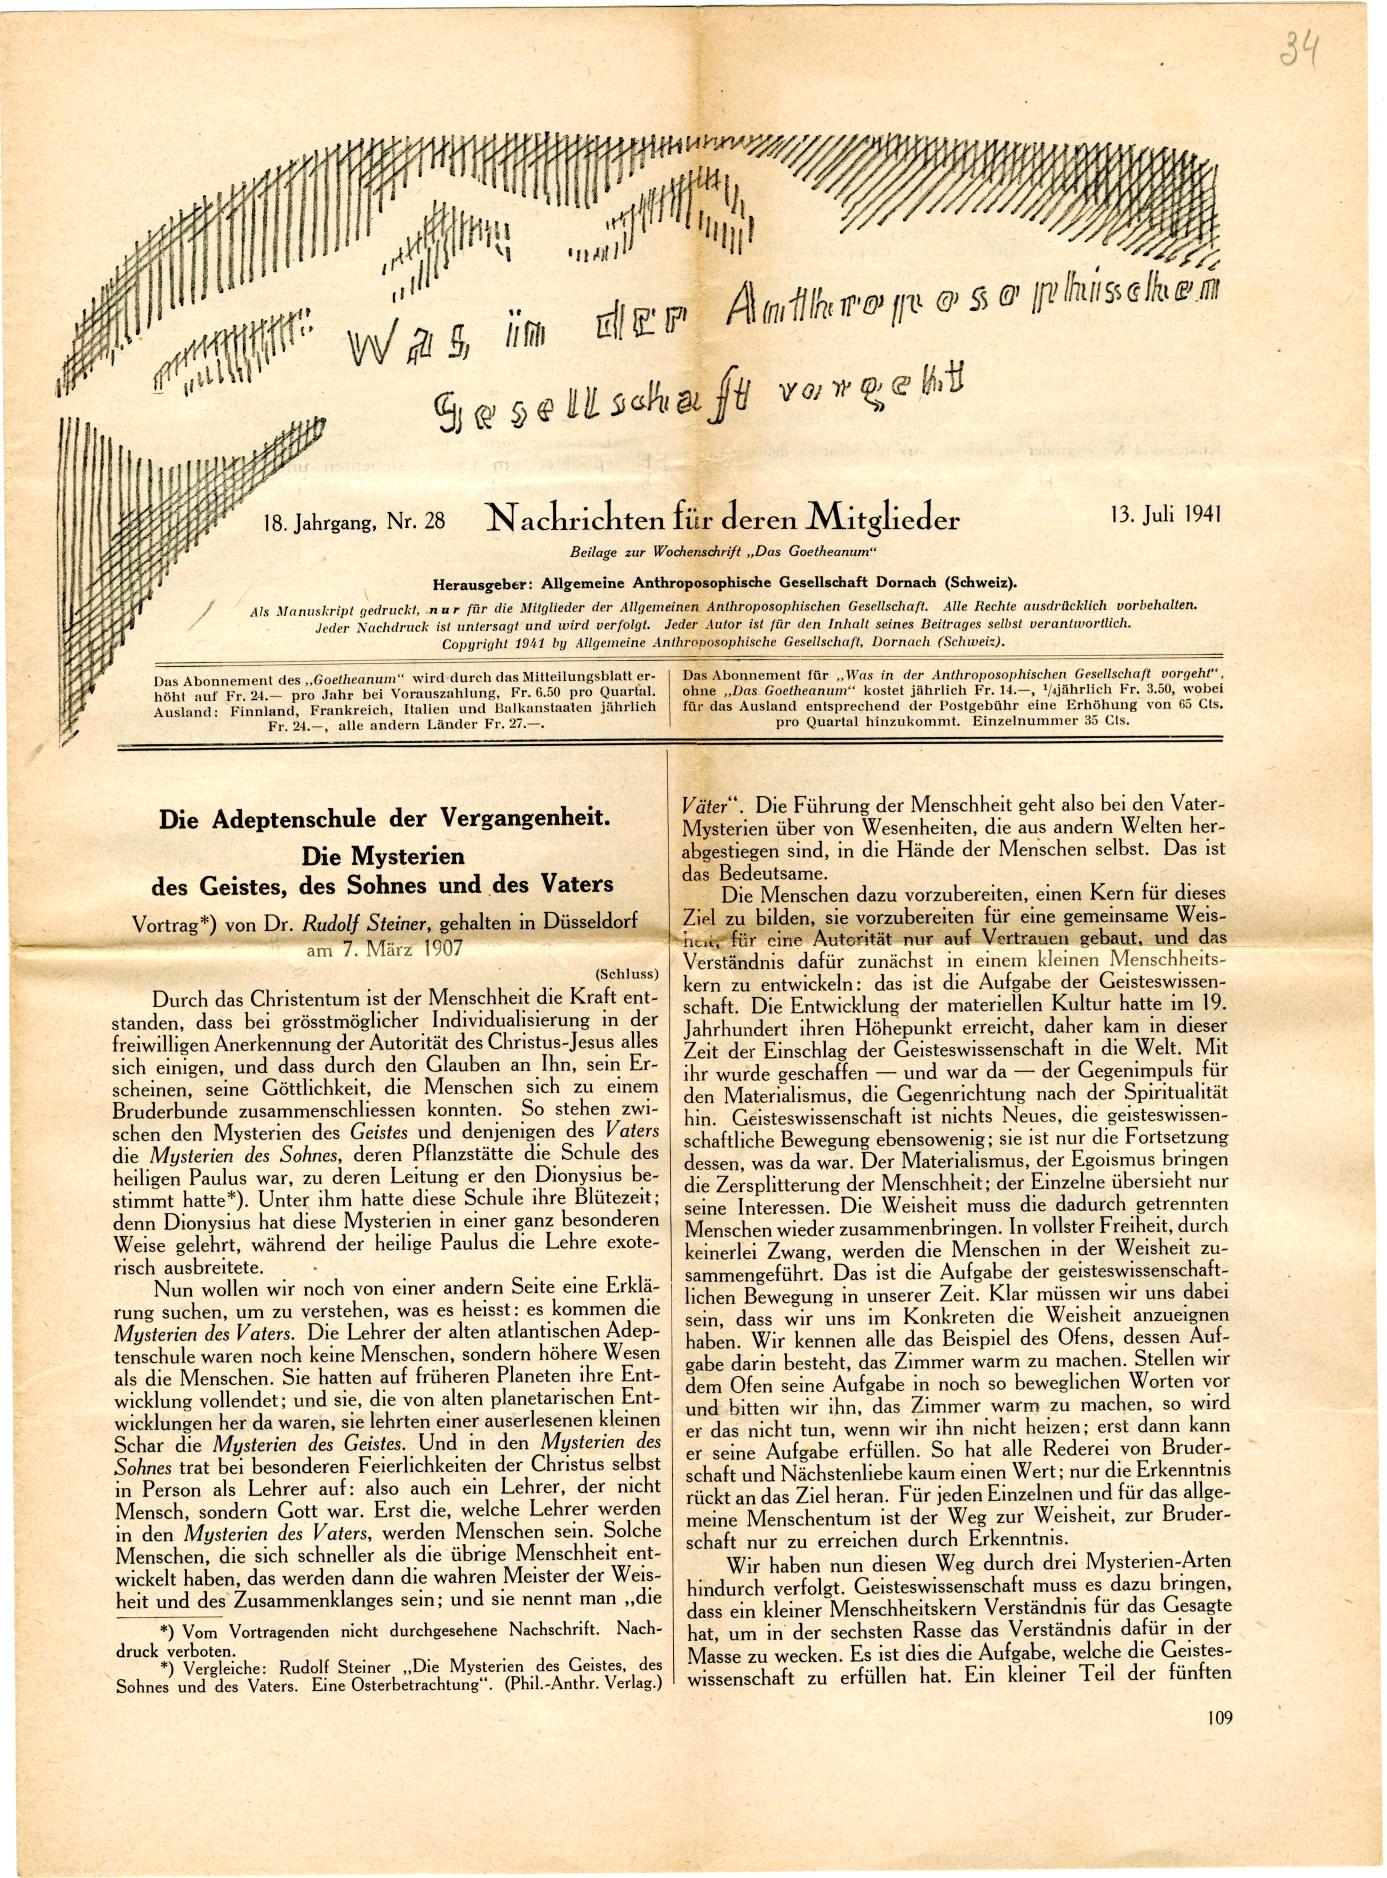 34
Was in der Anthroposophischen
Gesellschaft vorgeht
18. Jahrgang, Nr. 28
Nachrichten für deren Mitglieder
13. Juli 1941
Beilage zur Wochenschrift „Das Goetheanum“
Herausgeber: Allgemeine Anthroposophische Gesellschaft Dornach (Schweiz).
Als Manuskript gedruckt, nur für die Mitglieder der Allgemeinen Anthroposophischen Gesellschaft. Alle Rechte ausdrücklich vorbehalten.
Jeder Nachdruck ist untersagt und wird verfolgt. Jeder Autor ist für den Inhalt seines Beitrages selbst verantwortlich.
Copyright 1941 by Allgemeine Anthroposophische Gesellschaft, Dornach (Schweiz).
Das Abonnement des „Goetheanum“ wird durch das Mitteilungsblatt er-
höht auf Fr. 24.— pro Jahr bei Vorauszahlung, Fr. 6.50 pro Quartal.
Ausland: Finnland, Frankreich, Italien und Balkanstaaten jährlich
Fr. 24.—, alle andern Länder Fr. 27.—.
Das Abonnement für „Was in der Anthroposophischen Gesellschaft vorgeht“,
ohne „Das Goetheanum“ kostet jährlich Fr. 14.—, 1/4jährlich Fr. 3.50, wobei
für das Ausland entsprechend der Postgebühr eine Erhöhung von 65 Cts.
pro Quartal hinzukommt. Einzelnummer 35 Cts.
Die Adeptenschule der Vergangenheit.
Die Mysterien
des Geistes, des Sohnes und des Vaters
Vortrag*) von Dr. Rudolf Steiner, gehalten in Düsseldorf
am 7. März 1907
(Schluss)
Durch das Christentum ist der Menschheit die Kraft ent-
standen, dass bei grösstmöglicher Individualisierung in der
freiwilligen Anerkennung der Autorität des Christus-Jesus alles
sich einigen, und dass durch den Glauben an Ihn, sein Er-
scheinen, seine Göttlichkeit, die Menschen sich zu einem
Bruderbunde zusammenschliessen konnten. So stehen zwi-
schen den Mysterien des Geistes und denjenigen des Vaters
die Mysterien des Sohnes, deren Pflanzstätte die Schule des
heiligen Paulus war, zu deren Leitung er den Dionysius be-
stimmt hatte*). Unter ihm hatte diese Schule ihre Blütezeit;
denn Dionysius hat diese Mysterien in einer ganz besonderen
Weise gelehrt, während der heilige Paulus die Lehre exote-
risch ausbreitete.
Nun wollen wir noch von einer andern Seite eine Erklä-
rung suchen, um zu verstehen, was es heisst: es kommen die
Mysterien des Vaters. Die Lehrer der alten atlantischen Adep-
tenschule waren noch keine Menschen, sondern höhere Wesen
als die Menschen. Sie hatten auf früheren Planeten ihre Ent-
wicklung vollendet; und sie, die von alten planetarischen Ent-
wicklungen her da waren, sie lehrten einer auserlesenen kleinen
Schar die Mysterien des Geistes. Und in den Mysterien des
Sohnes trat bei besonderen Feierlichkeiten der Christus selbst
in Person als Lehrer auf: also auch ein Lehrer, der nicht
Mensch, sondern Gott war. Erst die, welche Lehrer werden
in den Mysterien des Vaters, werden Menschen sein. Solche
Menschen, die sich schneller als die übrige Menschheit ent-
wickelt haben, das werden dann die wahren Meister der Weis-
heit und des Zusammenklanges sein; und sie nennt man „die
*) Vom Vortragenden nicht durchgesehene Nachschrift. Nach-
druck verboten.
*) Vergleiche: Rudolf Steiner „Die Mysterien des Geistes, des
Sohnes und des Vaters. Eine Osterbetrachtung“. (Phil.-Anthr. Verlag.)
Väter“. Die Führung der Menschheit geht also bei den Vater-
Mysterien über von Wesenheiten, die aus andern Welten her-
abgestiegen sind, in die Hände der Menschen selbst. Das ist
das Bedeutsame.
Die Menschen dazu vorzubereiten, einen Kern für dieses
Ziel zu bilden, sie vorzubereiten für eine gemeinsame Weis-
heit, für eine Autorität nur auf Vertrauen gebaut, und das
Verständnis dafür zunächst in einem kleinen Menschheits-
kern zu entwickeln: das ist die Aufgabe der Geisteswissen-
schaft. Die Entwicklung der materiellen Kultur hatte im 19.
Jahrhundert ihren Höhepunkt erreicht, daher kam in dieser
Zeit der Einschlag der Geisteswissenschaft in die Welt. Mit
ihr wurde geschaffen — und war da — der Gegenimpuls für
den Materialismus, die Gegenrichtung nach der Spiritualität
hin. Geisteswissenschaft ist nichts Neues, die geisteswissen-
schaftliche Bewegung ebensowenig; sie ist nur die Fortsetzung
dessen, was da war. Der Materialismus, der Egoismus bringen
die Zersplitterung der Menschheit; der Einzelne übersieht nur
seine Interessen. Die Weisheit muss die dadurch getrennten
Menschen wieder zusammenbringen. In vollster Freiheit, durch
keinerlei Zwang, werden die Menschen in der Weisheit zu-
sammengeführt. Das ist die Aufgabe der geisteswissenschaft-
lichen Bewegung in unserer Zeit. Klar müssen wir uns dabei
sein, dass wir uns im Konkreten die Weisheit anzueignen
haben. Wir kennen alle das Beispiel des Ofens, dessen Auf-
gabe darin besteht, das Zimmer warm zu machen. Stellen wir
dem Ofen seine Aufgabe in noch so beweglichen Worten vor
und bitten wir ihn, das Zimmer warm zu machen, so wird
er das nicht tun, wenn wir ihn nicht heizen; erst dann kann
er seine Aufgabe erfüllen. So hat alle Rederei von Bruder-
schaft und Nächstenliebe kaum einen Wert; nur die Erkenntnis
rückt an das Ziel heran. Für jeden Einzelnen und für das allge-
meine Menschentum ist der Weg zur Weisheit, zur Bruder-
schaft nur zu erreichen durch Erkenntnis.
Wir haben nun diesen Weg durch drei Mysterien-Arten
hindurch verfolgt. Geisteswissenschaft muss es dazu bringen,
dass ein kleiner Menschheitskern Verständnis für das Gesagte
hat, um in der sechsten Rasse das Verständnis dafür in der
Masse zu wecken. Es ist dies die Aufgabe, welche die Geistes-
wissenschaft zu erfüllen hat. Ein kleiner Teil der fünften
109